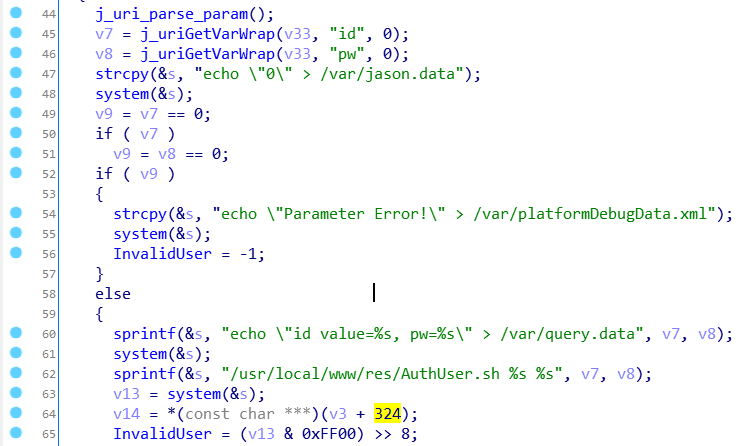 44 j_uri_parse_param();
45 v7 = j_uriGetVarWrap(v33, "id", 0);
46 v8 = j_uriGetVarWrap(v33, "pw", 0);
47 strcpy(&s, "echo \"0\" > /var/jason.data");
48 system(&s);
49 v9 = v7 == 0;
50 if ( v7 )
51 v9 = v8 == 0;
52 if ( v9 )
53 {
54 strcpy(&s, "echo \"Parameter Error!\" > /var/platformDebugData.xml");
55 system(&s);
56 InvalidUser = -1;
57 }
58 else
59 {
60 sprintf(&s, "echo \"id value=%s, pw=%s\" > /var/query.data", v7, v8);
61 system(&s);
62 sprintf(&s, "/usr/local/www/res/AuthUser.sh %s %s", v7, v8);
63 v13 = system(&s);
64 v14 = *(const char ***)(v3 + 324);
65 InvalidUser = (v13 & 0xFF00) >> 8;